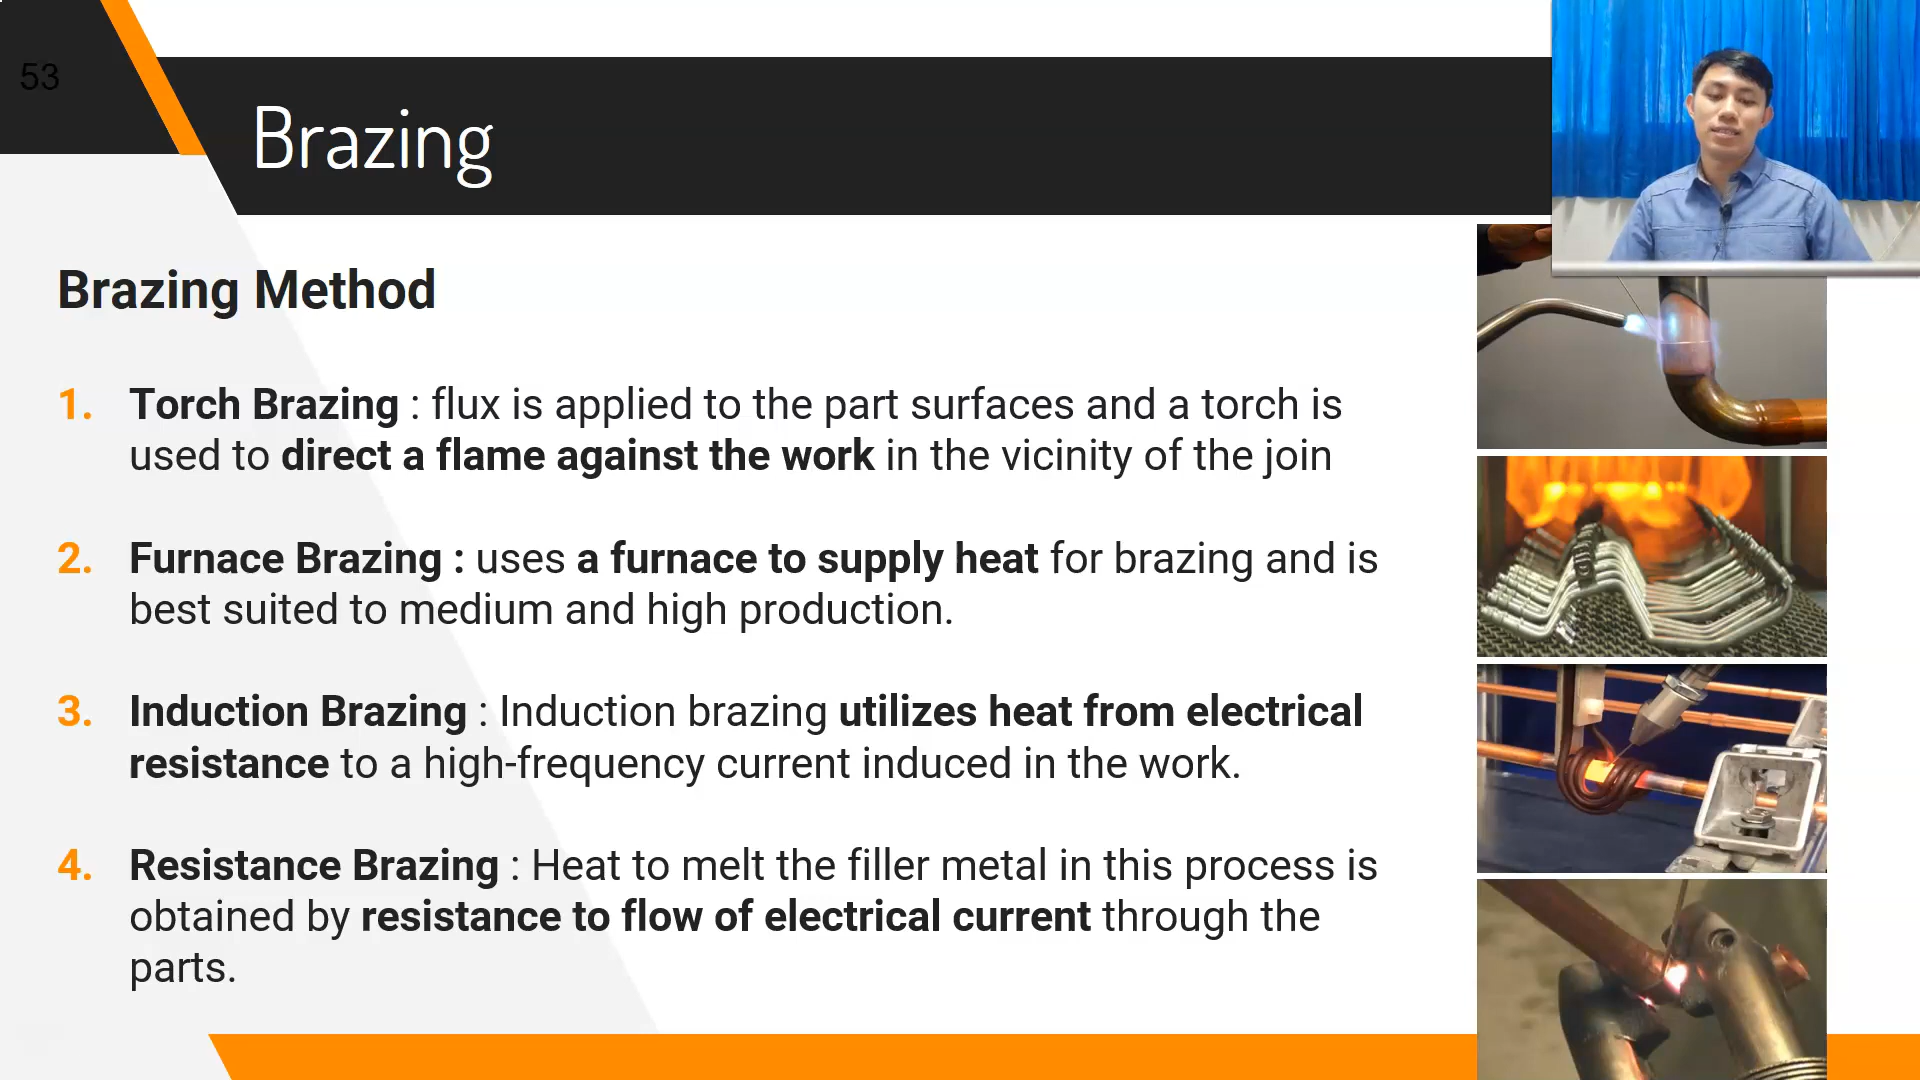 53
Brazing
Brazing Method
1. Torch Brazing : flux is applied to the part surfaces and a torch is
used to direct a flame against the work in the vicinity of the join
2. Furnace Brazing : uses a furnace to supply heat for brazing and is
best suited to medium and high production.
3. Induction Brazing : Induction brazing utilizes heat from electrical
resistance to a high-frequency current induced in the work.
4. Resistance Brazing : Heat to melt the filler metal in this process is
obtained by resistance to flow of electrical current through the
parts.